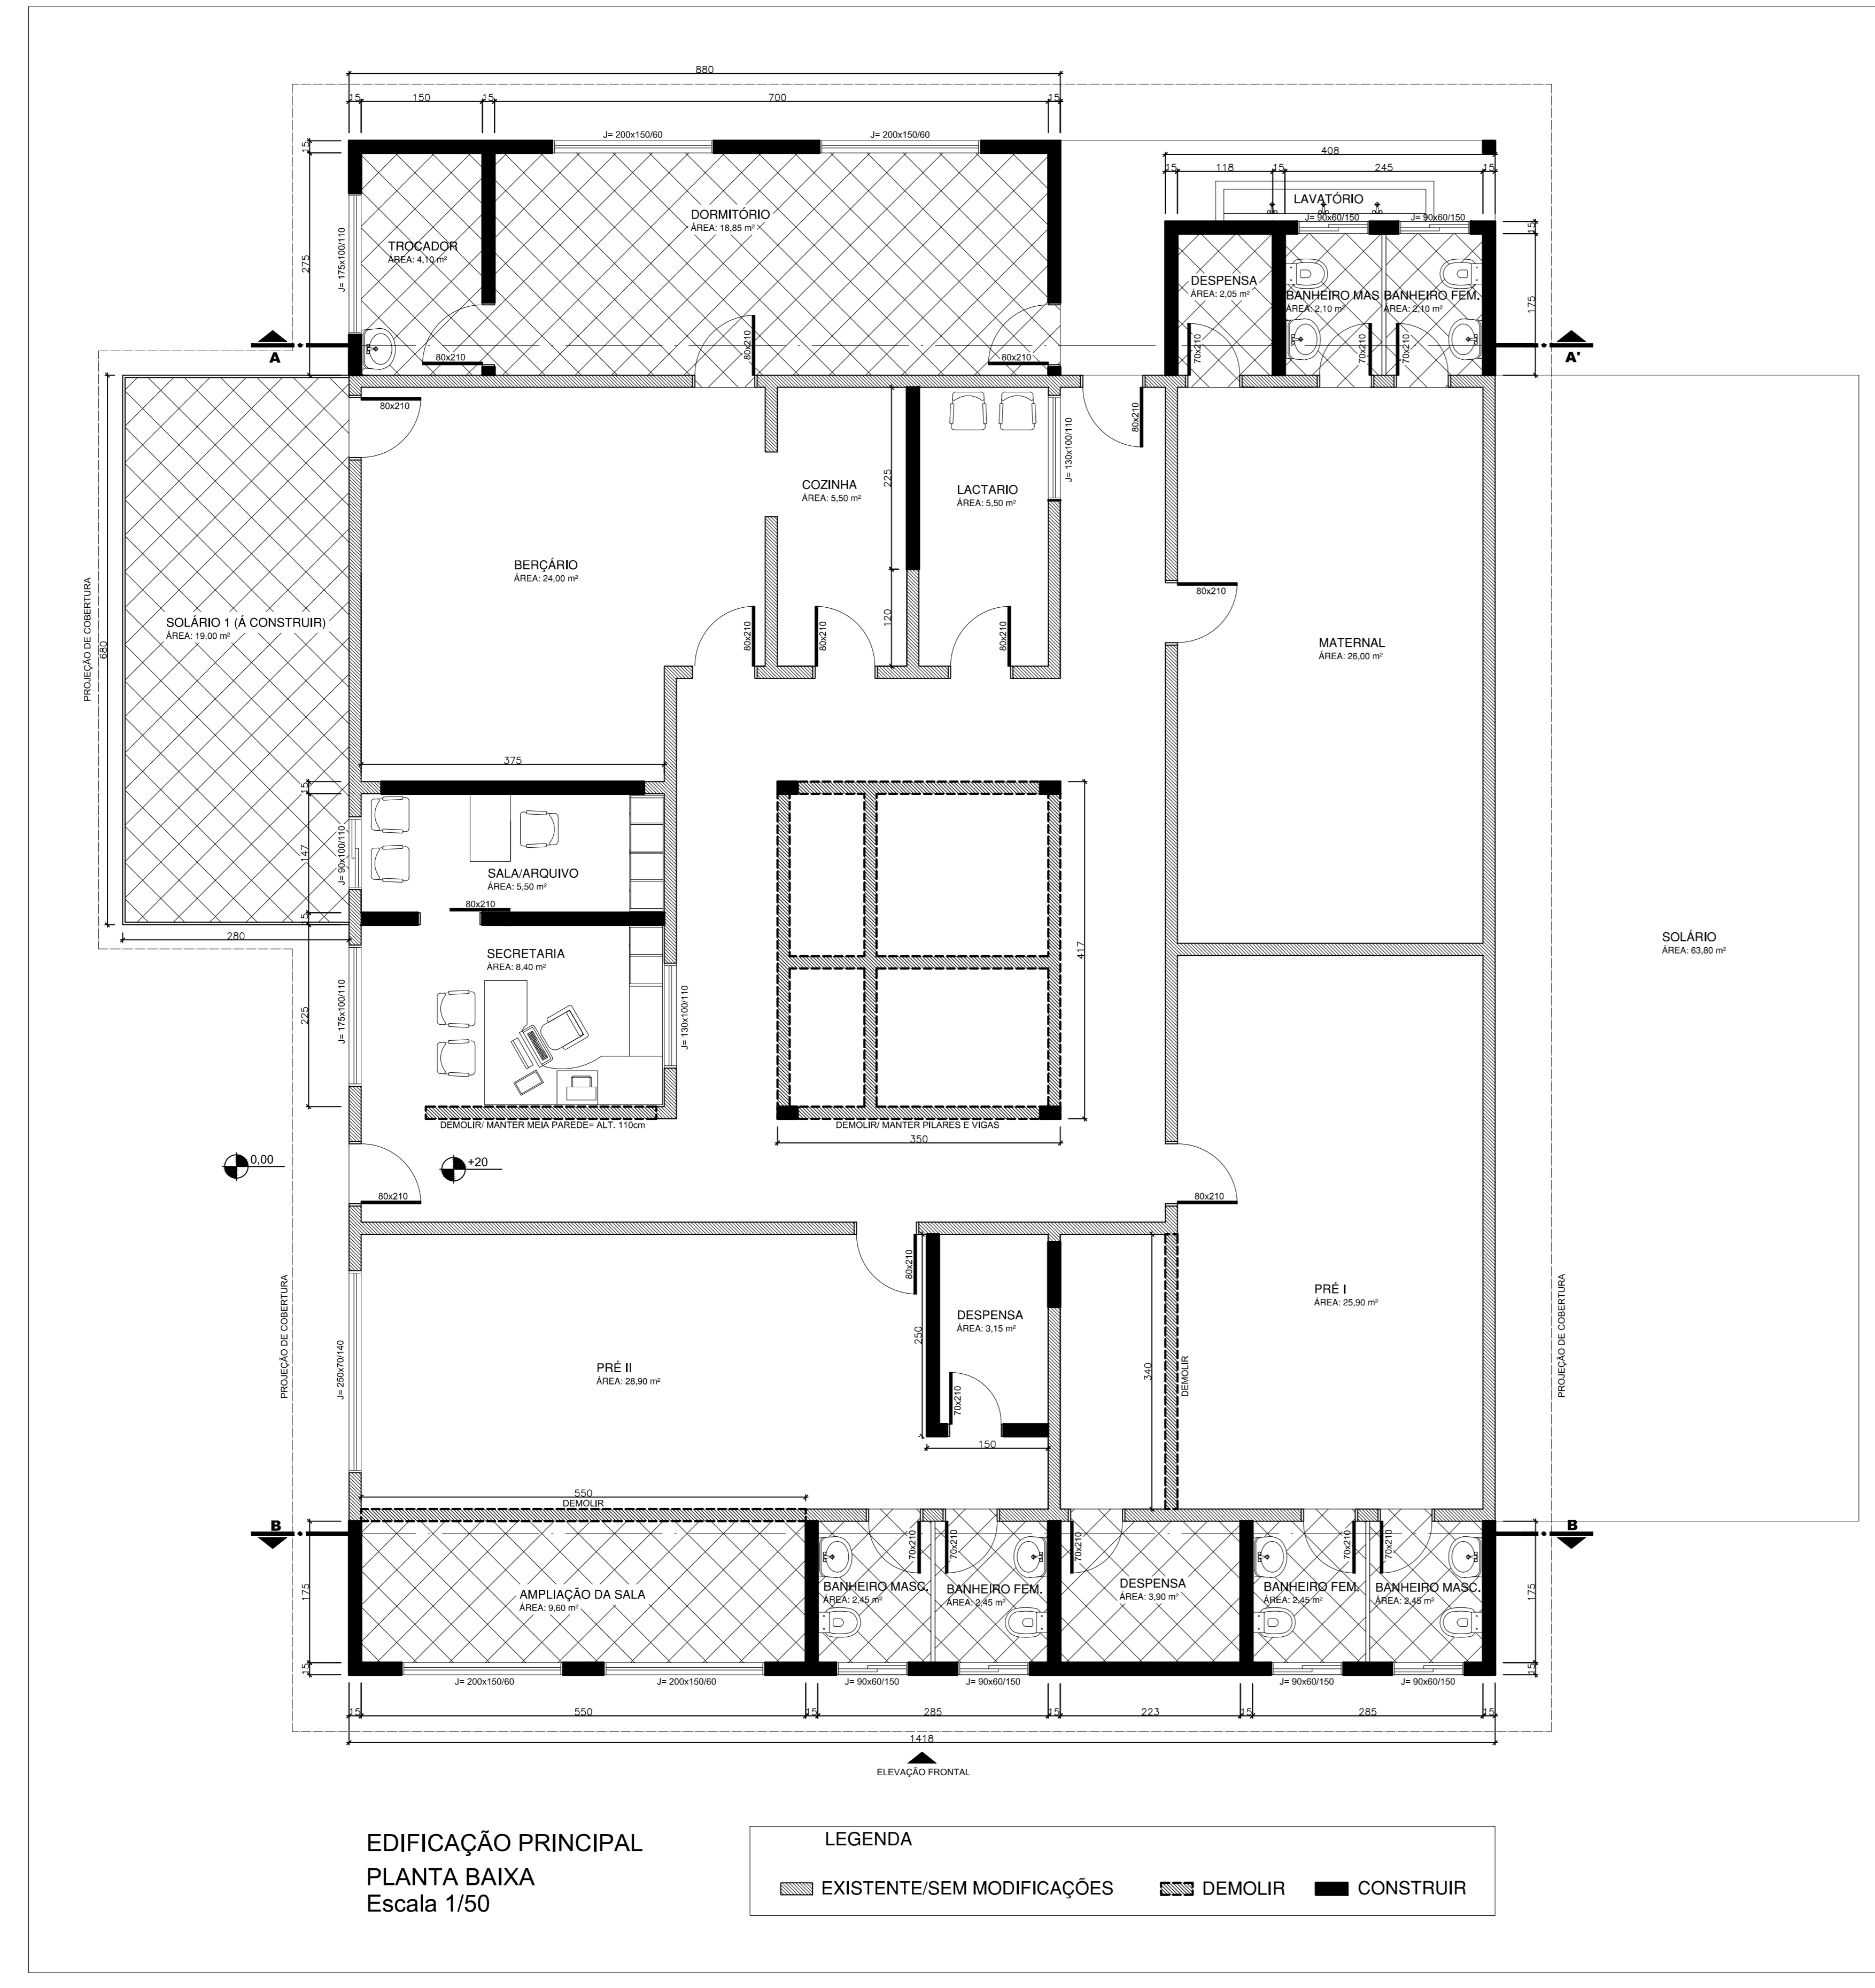 880
15
150
15
700
15
J= 200x150/60
J= 200x150/60
15
408
15
118
15
245
15
LAVATÓRIO
J= 90x60/150
J= 90x60/150
15
DORMITÓRIO
ÁREA: 18,85 m²
TROCADOR
ÁREA: 4,10 m²
275
J= 175x100/110
DESPENSA
ÁREA: 2,05 m²
BANHEIRO MAS
ÁREA: 2,10 m²
BANHEIRO FEM.
ÁREA: 2,10 m²
175
A
80x210
80x210
80x210
70x210
70x210
70x210
A'
80x210
80x210
J= 130x100/110
COZINHA
ÁREA: 5,50 m²
225
LACTARIO
ÁREA: 5,50 m²
BERÇÁRIO
ÁREA: 24,00 m²
80x210
PROJEÇÃO DE COBERTURA
680
SOLÁRIO 1 (Á CONSTRUIR)
ÁREA: 19,00 m²
80x210
80x210
120
80x210
MATERNAL
ÁREA: 26,00 m²
375
15
147
J= 90x100/110
SALA/ARQUIVO
ÁREA: 5,50 m²
80x210
15
280
SECRETARIA
ÁREA: 8,40 m²
417
SOLÁRIO
ÁREA: 63,80 m²
225
J= 175x100/110
J= 130x100/110
DEMOLIR/ MANTER MEIA PAREDE= ALT. 110cm
DEMOLIR/ MANTER PILARES E VIGAS
350
0,00
+20
80x210
80x210
80x210
PROJEÇÃO DE COBERTURA
J= 250x70/140
PRÉ II
ÁREA: 28,90 m²
250
DESPENSA
ÁREA: 3,15 m²
70x210
150
340
DEMOLIR
PRÉ I
ÁREA: 25,90 m²
PROJEÇÃO DE COBERTURA
550
DEMOLIR
B
B
70x210
70x210
70x210
70x210
70x210
175
AMPLIAÇÃO DA SALA
ÁREA: 9,60 m²
BANHEIRO MASC.
ÁREA: 2,45 m²
BANHEIRO FEM.
ÁREA: 2,45 m²
DESPENSA
ÁREA: 3,90 m²
BANHEIRO FEM.
ÁREA: 2,45 m²
BANHEIRO MASC.
ÁREA: 2,45 m²
175
15
15
J= 200x150/60
J= 200x150/60
J= 90x60/150
J= 90x60/150
J= 90x60/150
J= 90x60/150
15
550
15
285
15
223
15
285
15
1418
ELEVAÇÃO FRONTAL
EDIFICAÇÃO PRINCIPAL
PLANTA BAIXA
Escala 1/50
LEGENDA
EXISTENTE/SEM MODIFICAÇÕES
DEMOLIR
CONSTRUIR